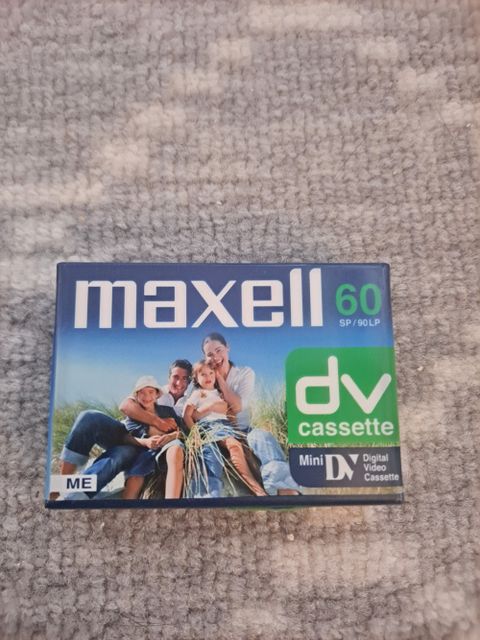 maxell
60
SP/90LP
dv
cassette
Mini DV Digital
Video
Cassette
ME